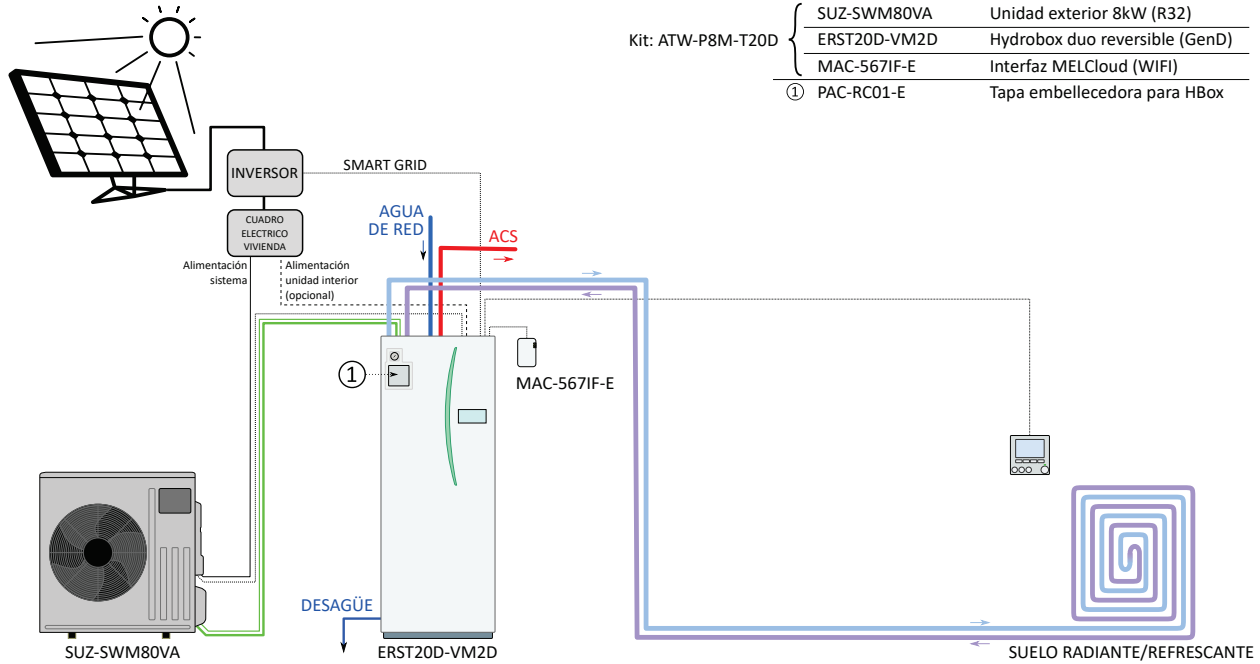 SUZ-SWM80VA Unidad exterior 8kW (R32)
Kit: ATW-P8M-T20D ERST20D-VM2D Hydrobox duo reversible (GenD)
MAC-567IF-E Interfaz MELCloud (WIFI)
① PAC-RC01-E Tapa embellecedora para HBox
INVERSOR
SMART GRID
CUADRO
ELECTRICO
VIVIENDA
AGUA
DE RED
ACS
Alimentación
sistema
Alimentación
unidad interior
(opcional)
①
MAC-567IF-E
DESAGÜE
SUZ-SWM80VA
ERST20D-VM2D
SUELO RADIANTE/REFRESCANTE